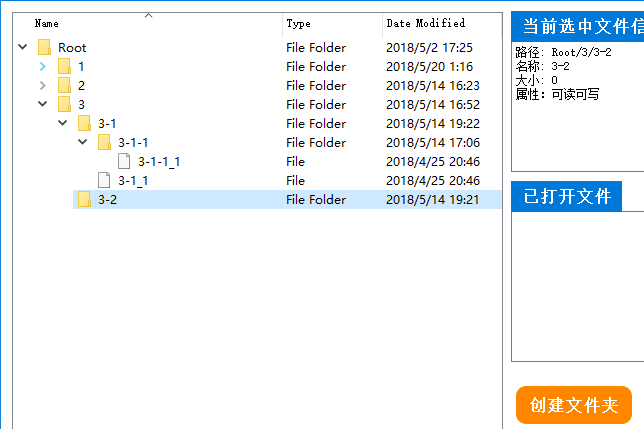 Name Type Date Modified
Root File Folder 2018/5/2 17:25
1 File Folder 2018/5/20 1:16
2 File Folder 2018/5/14 16:23
3 File Folder 2018/5/14 16:52
3-1 File Folder 2018/5/14 19:22
3-1-1 File Folder 2018/5/14 17:06
3-1-1_1 File 2018/4/25 20:46
3-1_1 File 2018/4/25 20:46
3-2 File Folder 2018/5/14 19:21
当前选中文件信
路径: Root/3/3-2
名称: 3-2
大小: 0
属性: 可读可写
已打开文件
创建文件夹